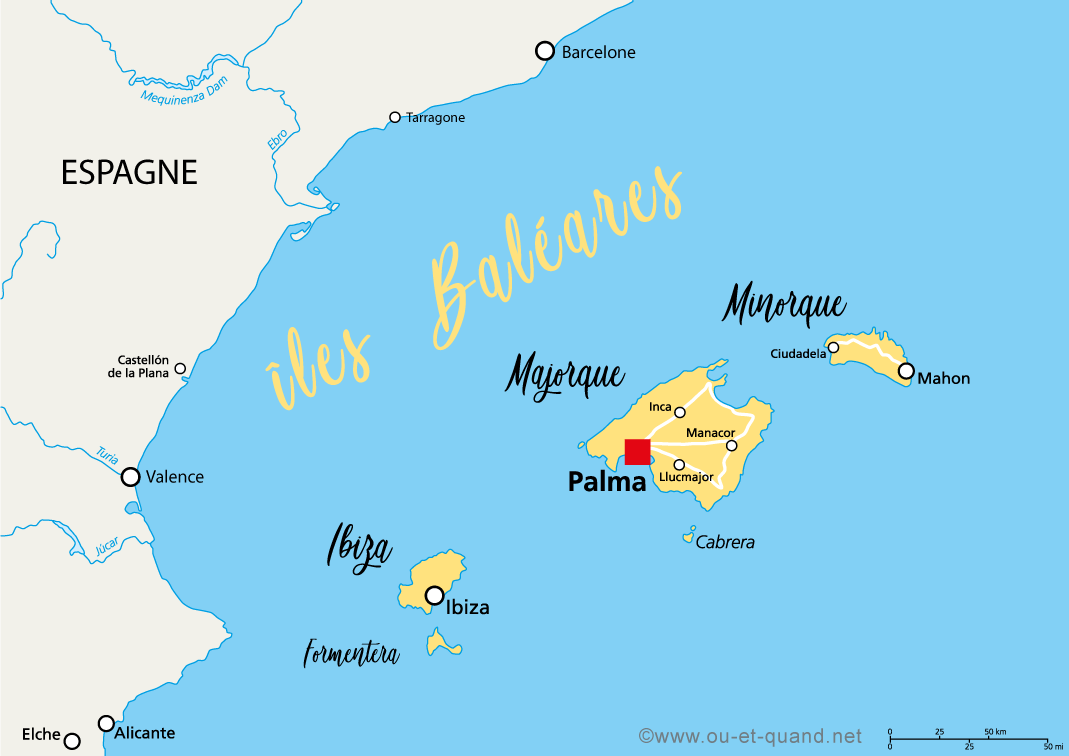 Barcelone
Mequinenza Dam
Tarragone
Ebro
ESPAGNE
îles Baléares
Minorque
Ciudadela
Mahon
Castellón
de la Plana
Majorque
Inca
Manacor
Llucmajor
Palma
Turia
Valence
Júcar
Cabrera
Ibiza
Ibiza
Formentera
Elche
Alicante
©www.ou-et-quand.net
0 25 50 km
0 25 50 mi